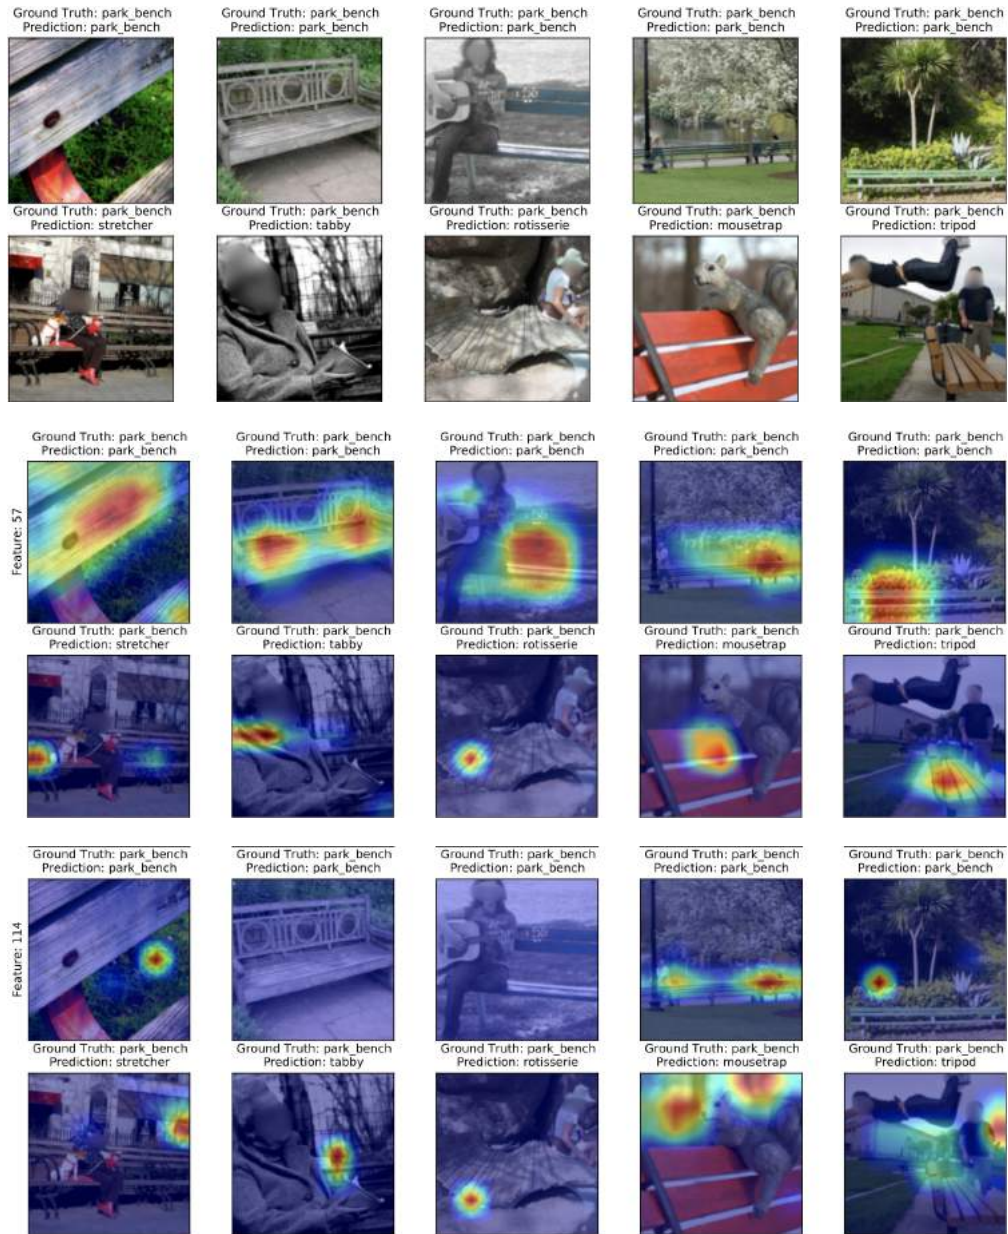 Ground Truth: park_bench
Prediction: park_bench
Ground Truth: park_bench
Prediction: park_bench
Ground Truth: park_bench
Prediction: park_bench
Ground Truth: park_bench
Prediction: park_bench
Ground Truth: park_bench
Prediction: park_bench
Ground Truth: park_bench
Prediction: stretcher
Ground Truth: park_bench
Prediction: tabby
Ground Truth: park_bench
Prediction: rotisserie
Ground Truth: park_bench
Prediction: mousetrap
Ground Truth: park_bench
Prediction: tripod
Feature: 57
Ground Truth: park_bench
Prediction: park_bench
Ground Truth: park_bench
Prediction: park_bench
Ground Truth: park_bench
Prediction: park_bench
Ground Truth: park_bench
Prediction: park_bench
Ground Truth: park_bench
Prediction: park_bench
Ground Truth: park_bench
Prediction: stretcher
Ground Truth: park_bench
Prediction: tabby
Ground Truth: park_bench
Prediction: rotisserie
Ground Truth: park_bench
Prediction: mousetrap
Ground Truth: park_bench
Prediction: tripod
Feature: 114
Ground Truth: park_bench
Prediction: park_bench
Ground Truth: park_bench
Prediction: park_bench
Ground Truth: park_bench
Prediction: park_bench
Ground Truth: park_bench
Prediction: park_bench
Ground Truth: park_bench
Prediction: park_bench
Ground Truth: park_bench
Prediction: stretcher
Ground Truth: park_bench
Prediction: tabby
Ground Truth: park_bench
Prediction: rotisserie
Ground Truth: park_bench
Prediction: mousetrap
Ground Truth: park_bench
Prediction: tripod